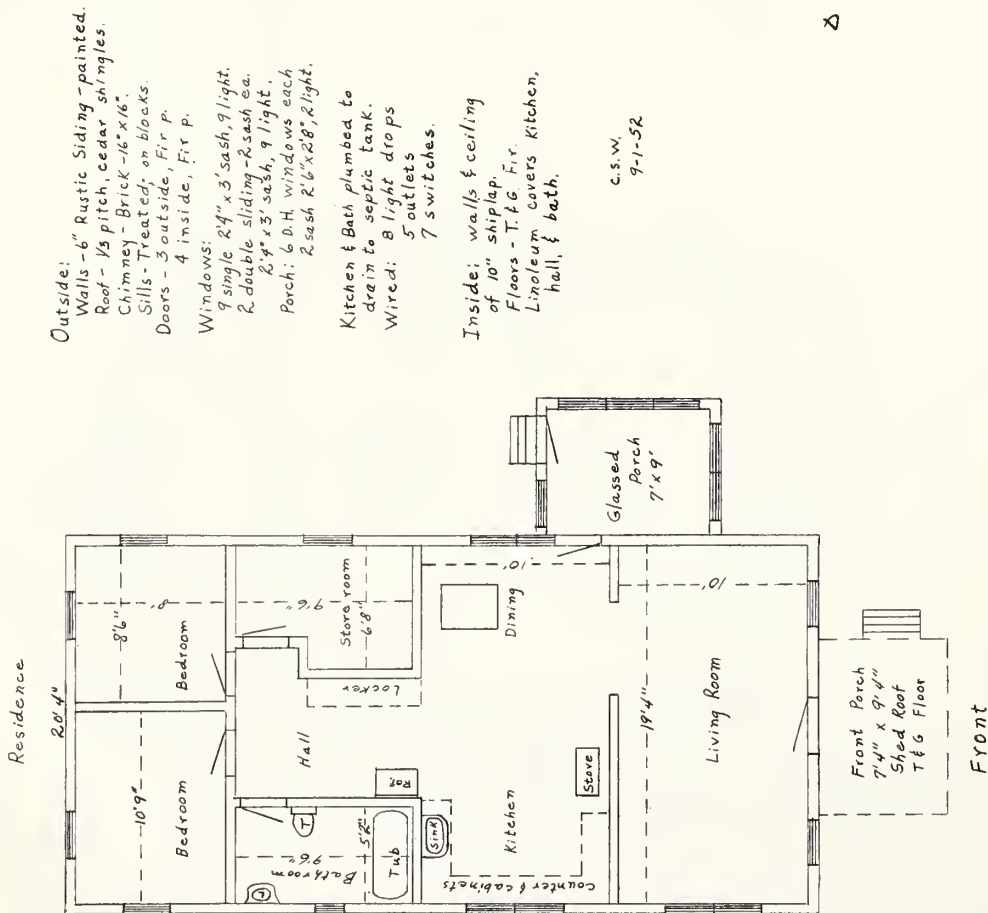 Residence
20'4"
Bedroom
10'9"
Bedroom
8'6"
8'
Hall
Store room
9'6"
6'8"
Locker
Bathroom
9'6"
5'2"
T
L
Tub
Ref.
Sink
Kitchen
Counter & cabinets
Stove
Dining
10'
Living Room
19'4"
10'
Glassed
Porch
7' x 9'
Front Porch
7'4" x 9'4"
Shed Roof
T & G Floor
Front
Outside:
Walls - 6" Rustic Siding - painted.
Roof - 1/3 pitch, cedar shingles.
Chimney - Brick - 16" x 16".
Sills - Treated; on blocks.
Doors - 3 outside, Fir p.
4 inside, Fir p.
Windows:
9 single 2'4" x 3' sash, 9 light.
2 double sliding - 2 sash ea.
2'4" x 3' sash, 9 light.
Porch: 6 D.H. windows each
2 sash 2'6" x 2'8", 2 light.
Kitchen & Bath plumbed to
drain to septic tank.
Wired: 8 light drops
5 outlets
7 switches.
Inside: walls & ceiling
of 10" shiplap.
Floors - T. & G. Fir.
Linoleum covers Kitchen,
hall, & bath.
C.S.W.
9-1-52